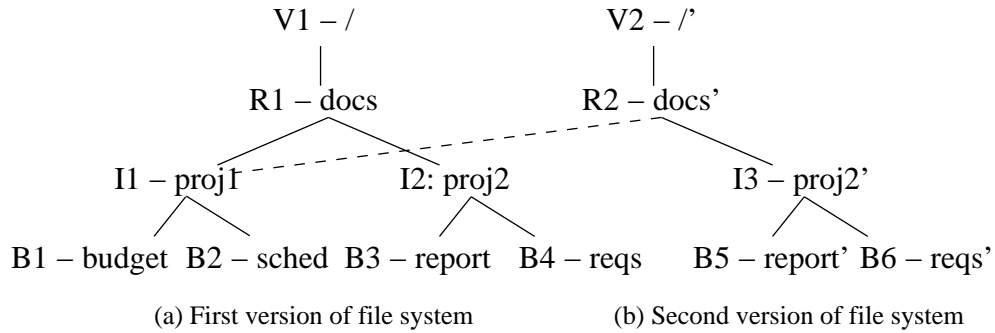 V1 – / V2 – /’
R1 – docs R2 – docs’
I1 – proj1 I2: proj2 I3 – proj2’
B1 – budget B2 – sched B3 – report B4 – reqs B5 – report’ B6 – reqs’
(a) First version of file system (b) Second version of file system